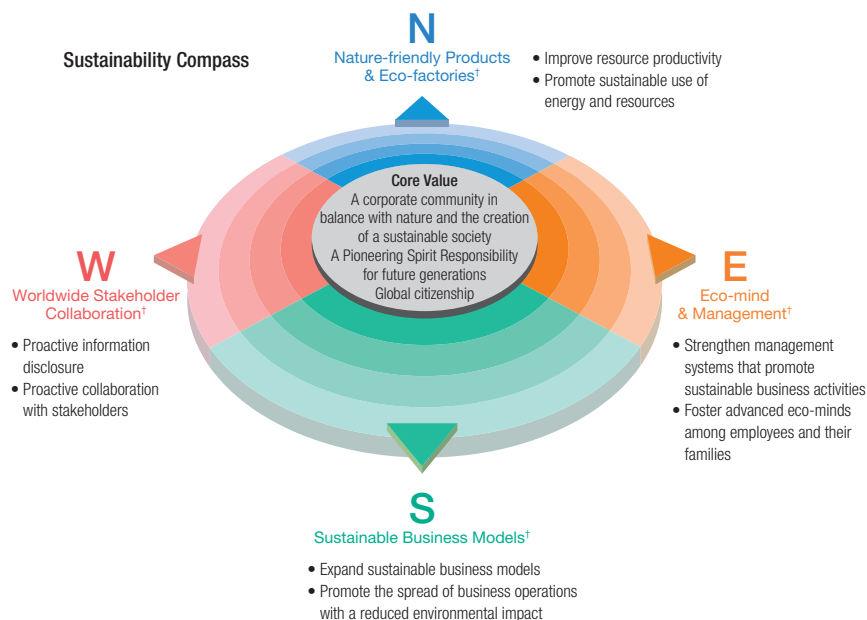 Sustainability Compass
N
Nature-friendly Products
& Eco-factories†
• Improve resource productivity
• Promote sustainable use of
energy and resources
Core Value
A corporate community in
balance with nature and the creation
of a sustainable society
A Pioneering Spirit Responsibility
for future generations
Global citizenship
W
Worldwide Stakeholder
Collaboration†
• Proactive information
disclosure
• Proactive collaboration
with stakeholders
E
Eco-mind
& Management†
• Strengthen management
systems that promote
sustainable business activities
• Foster advanced eco-minds
among employees and their
families
S
Sustainable Business Models†
• Expand sustainable business models
• Promote the spread of business operations
with a reduced environmental impact